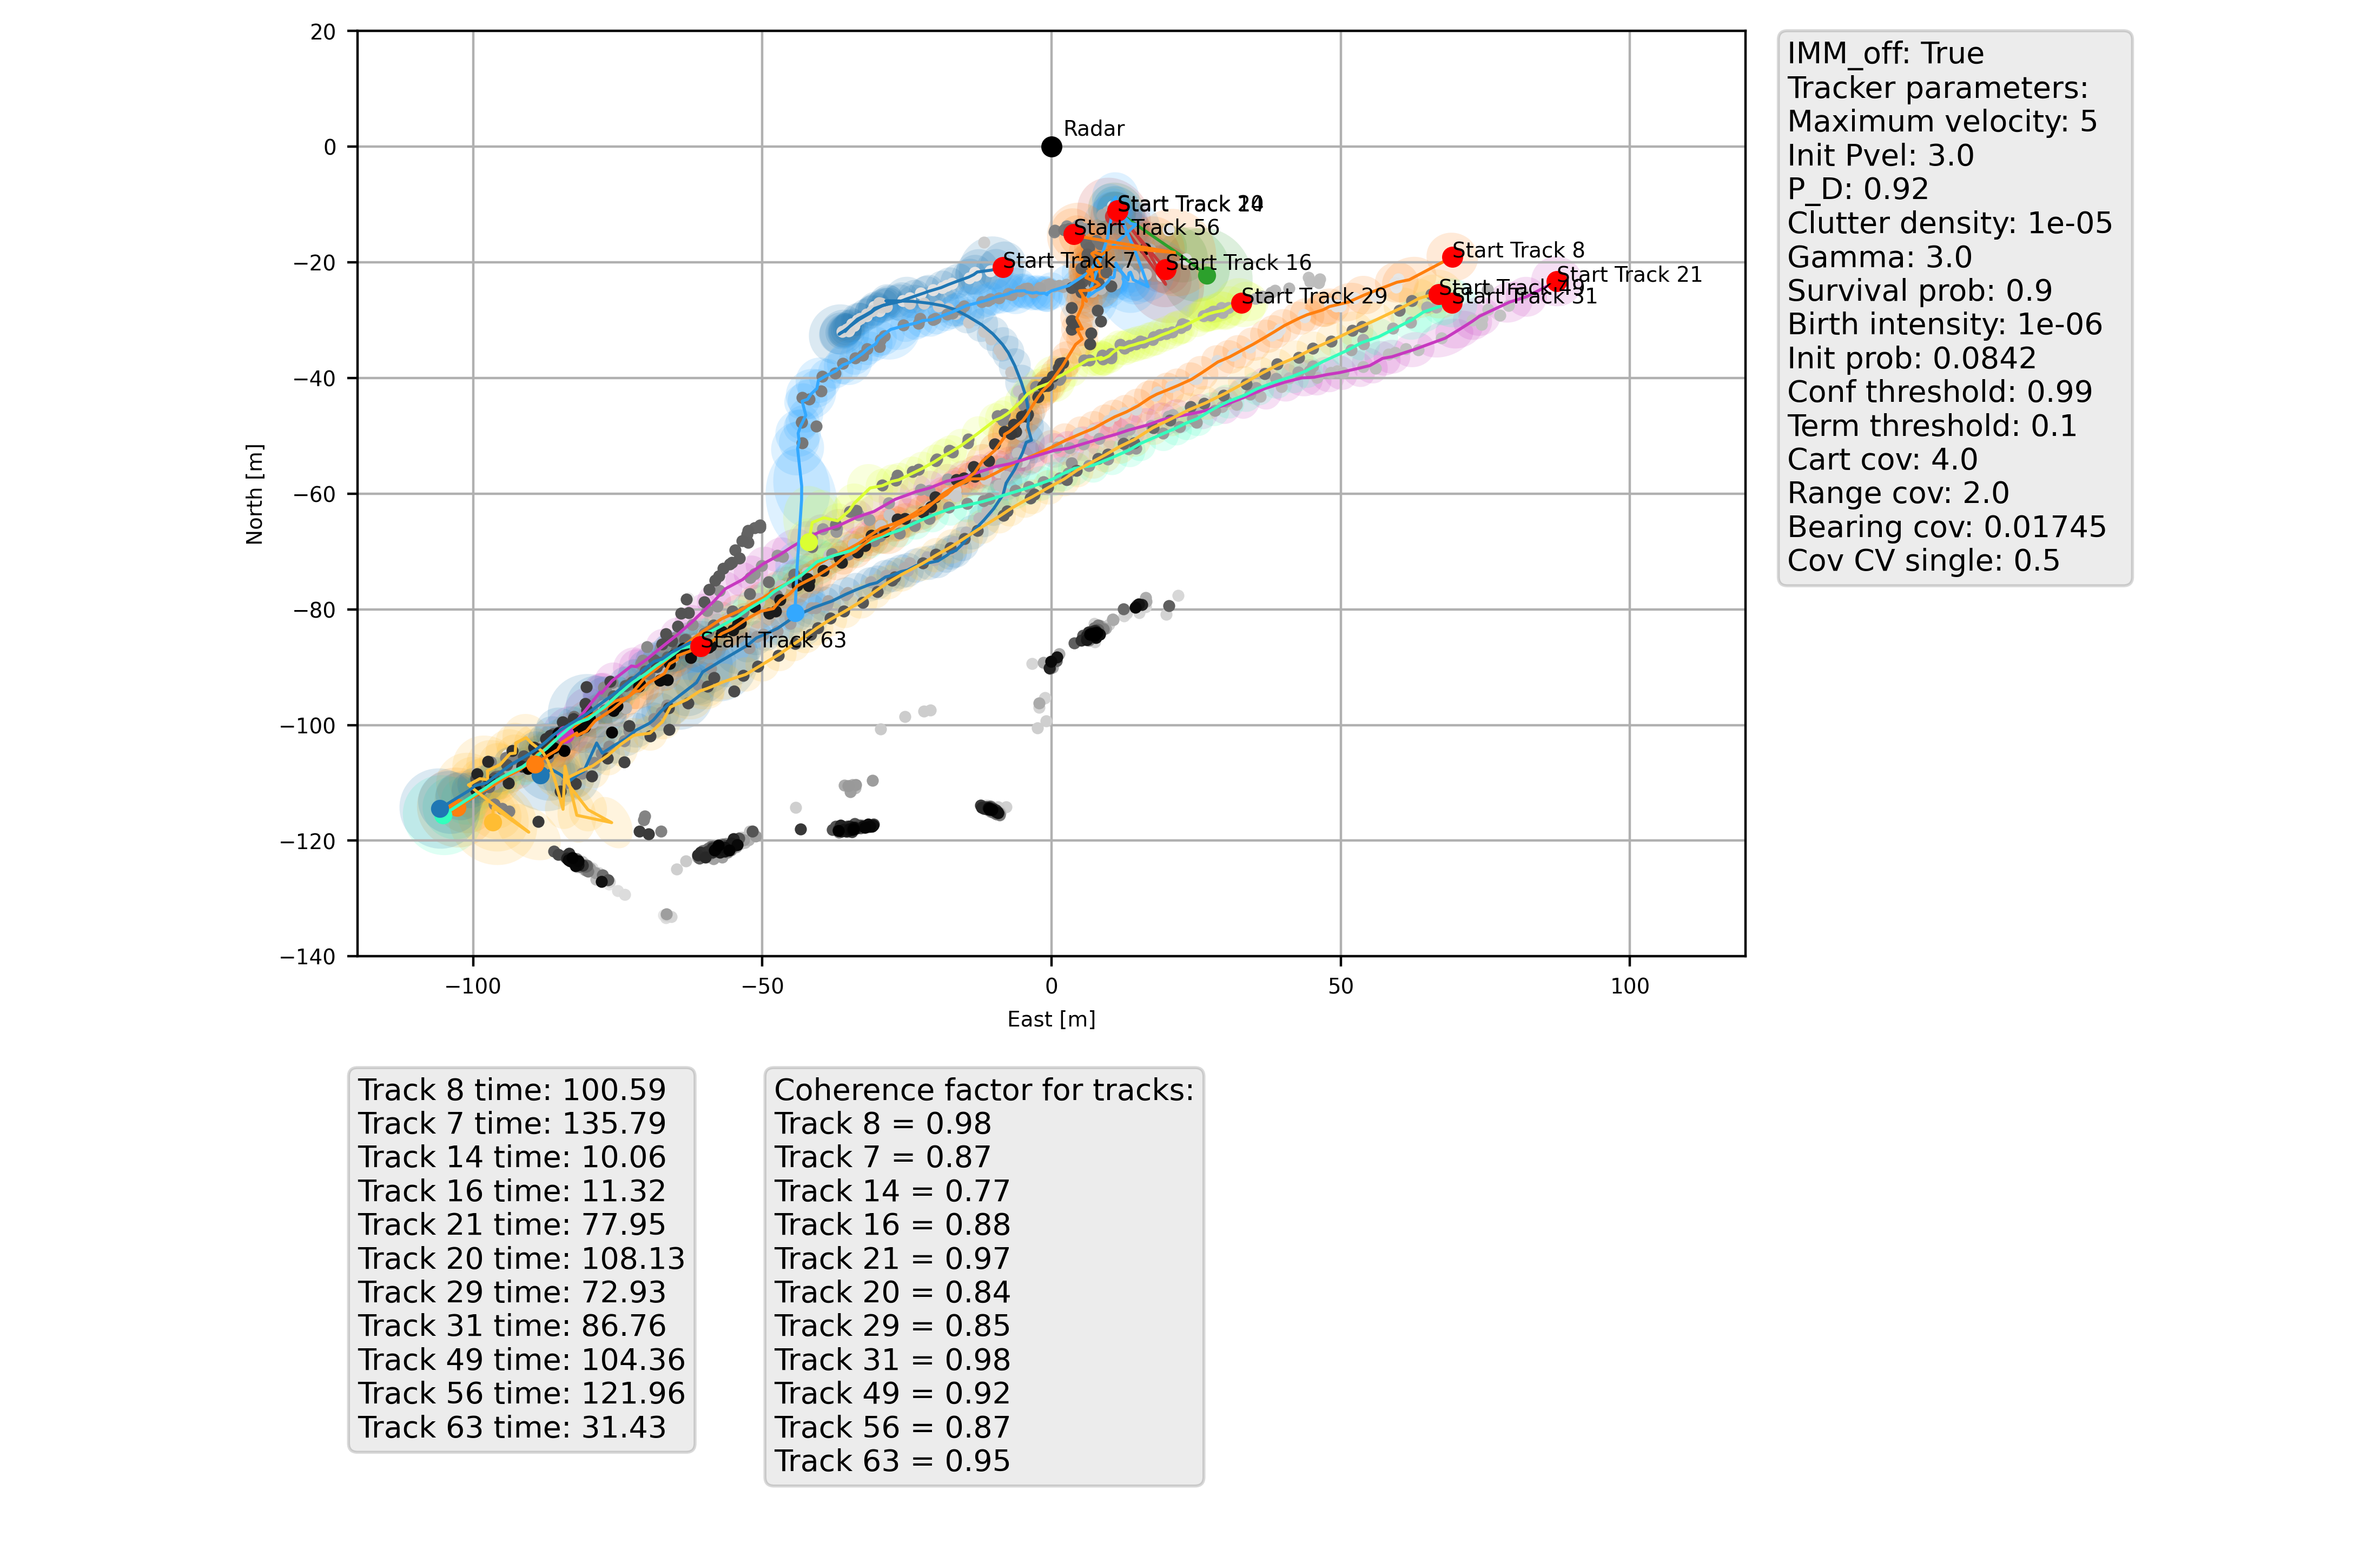 20
0
−20
−40
−60
−80
−100
−120
−140
North [m]
−100
−50
0
50
100
East [m]
Radar
Start Track 20
Start Track 56
Start Track 7
Start Track 16
Start Track 8
Start Track 21
Start Track 29
Start Track 49
Start Track 31
Start Track 63
IMM_off: True
Tracker parameters:
Maximum velocity: 5
Init Pvel: 3.0
P_D: 0.92
Clutter density: 1e-05
Gamma: 3.0
Survival prob: 0.9
Birth intensity: 1e-06
Init prob: 0.0842
Conf threshold: 0.99
Term threshold: 0.1
Cart cov: 4.0
Range cov: 2.0
Bearing cov: 0.01745
Cov CV single: 0.5
Track 8 time: 100.59
Track 7 time: 135.79
Track 14 time: 10.06
Track 16 time: 11.32
Track 21 time: 77.95
Track 20 time: 108.13
Track 29 time: 72.93
Track 31 time: 86.76
Track 49 time: 104.36
Track 56 time: 121.96
Track 63 time: 31.43
Coherence factor for tracks:
Track 8 = 0.98
Track 7 = 0.87
Track 14 = 0.77
Track 16 = 0.88
Track 21 = 0.97
Track 20 = 0.84
Track 29 = 0.85
Track 31 = 0.98
Track 49 = 0.92
Track 56 = 0.87
Track 63 = 0.95